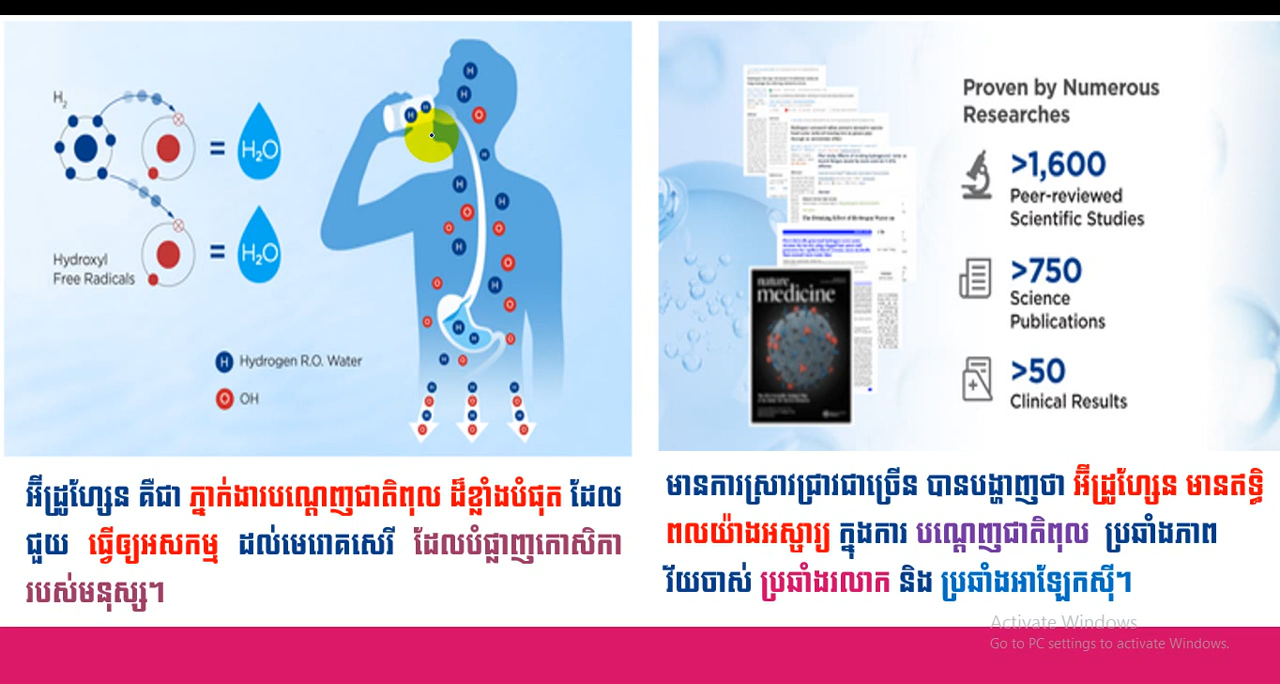 H₂
H₂O
H₂O
Hydroxyl
Free Radicals
H Hydrogen R.O. Water
O OH
Proven by Numerous
Researches
>1,600
Peer-reviewed
Scientific Studies
>750
Science
Publications
>50
Clinical Results
nature
medicine
អ៊ីដ្រូហ្សែន គឺជា ភ្នាក់ងារបណ្តេញជាតិពុល ដ៏ខ្លាំងបំផុត ដែល
ជួយ ធ្វើឲ្យអសកម្ម ដល់មេរោគសេរី ដែលបំផ្លាញកោសិកា
របស់មនុស្ស។
មានការស្រាវជ្រាវជាច្រើន បានបង្ហាញថា អ៊ីដ្រូហ្សែន មានឥទ្ធិ
ពលយ៉ាងអស្ចារ្យ ក្នុងការ បណ្តេញជាតិពុល ប្រឆាំងភាព
វ័យចាស់ ប្រឆាំងរលាក និង ប្រឆាំងអាឡែកស៊ី។
Activate Windows
Go to PC settings to activate Windows.